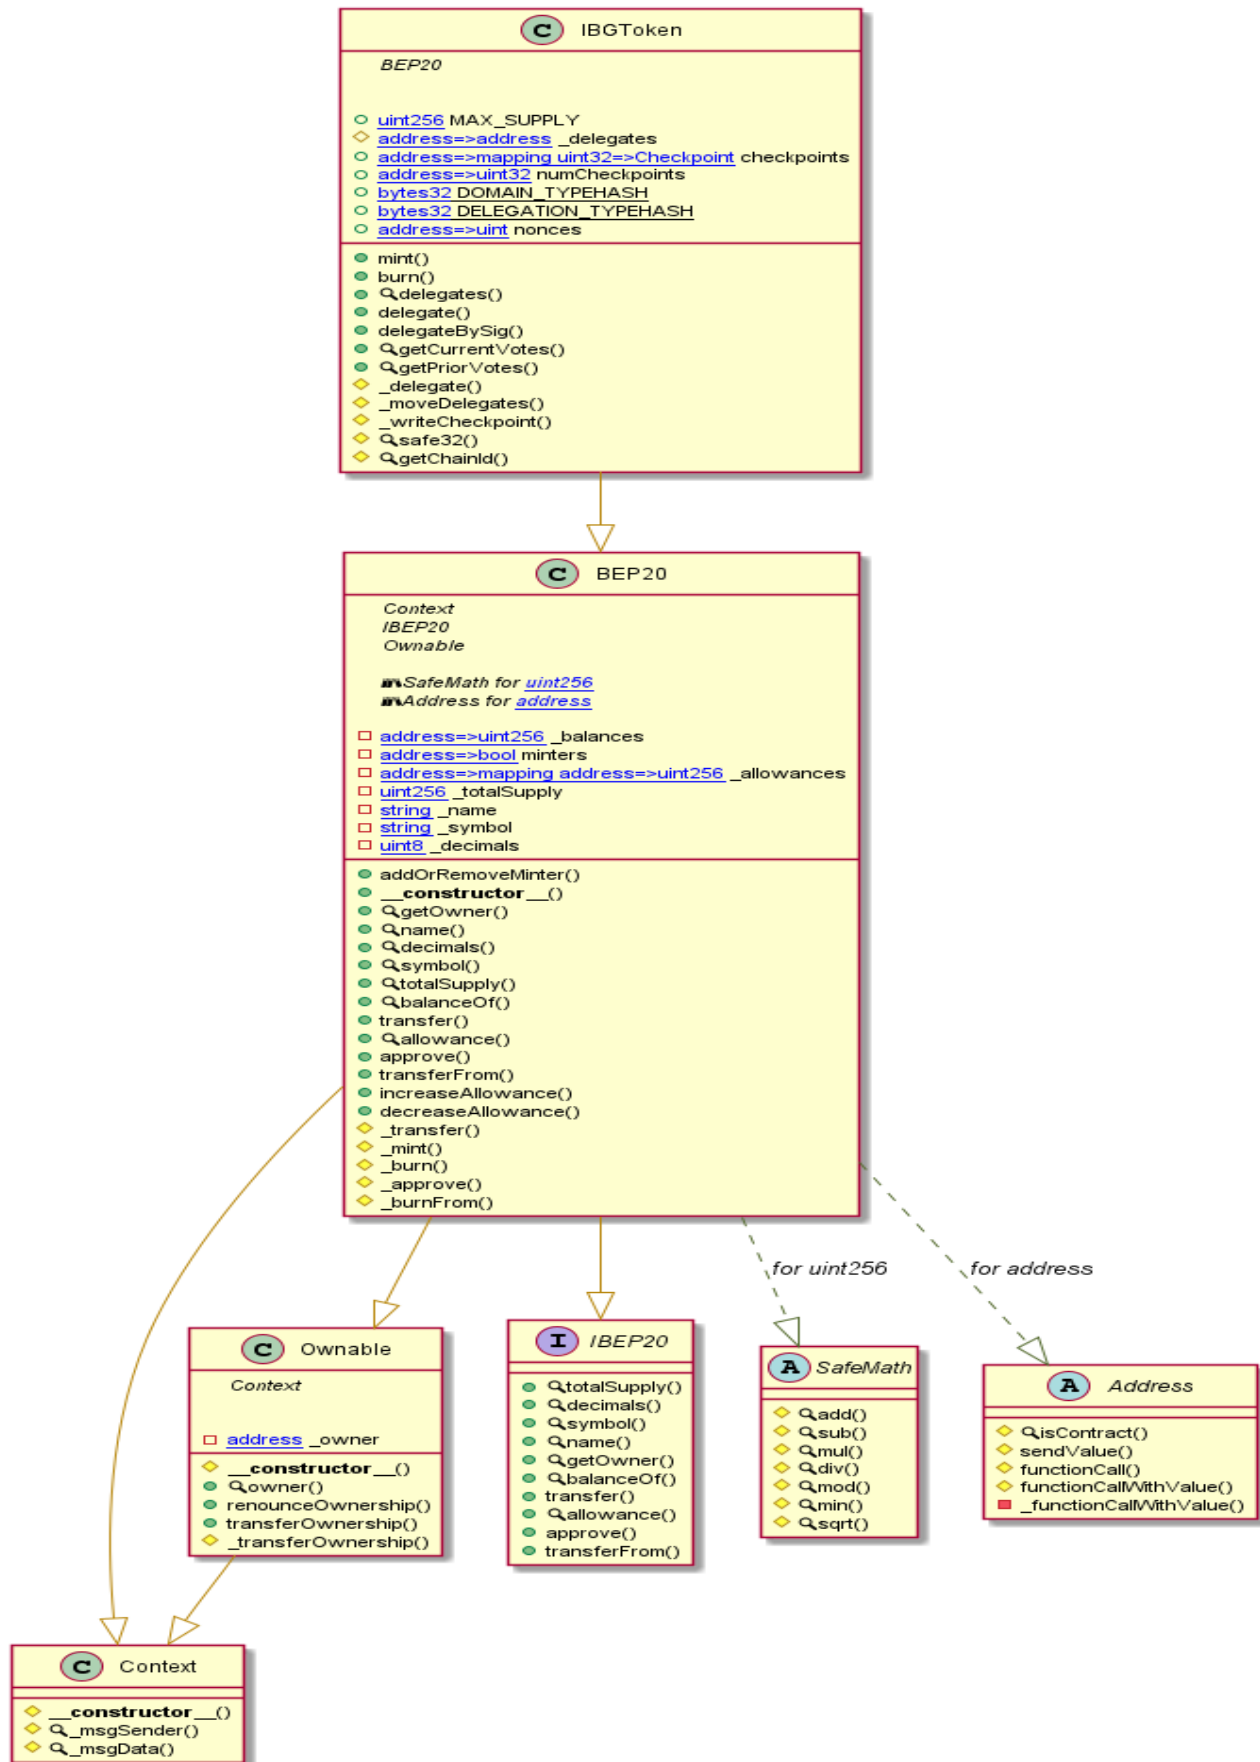 C IBGToken
BEP20
uint256 MAX_SUPPLY
address=>address _delegates
address=>mapping uint32=>Checkpoint checkpoints
address=>uint32 numCheckpoints
bytes32 DOMAIN_TYPEHASH
bytes32 DELEGATION_TYPEHASH
address=>uint nonces
mint()
burn()
delegates()
delegate()
delegateBySig()
getCurrentVotes()
getPriorVotes()
_delegate()
_moveDelegates()
_writeCheckpoint()
safe32()
getChainId()
C BEP20
Context
IBEP20
Ownable
SafeMath for uint256
Address for address
address=>uint256 _balances
address=>bool minters
address=>mapping address=>uint256 _allowances
uint256 _totalSupply
string _name
string _symbol
uint8 _decimals
addOrRemoveMinter()
__constructor__()
getOwner()
name()
decimals()
symbol()
totalSupply()
balanceOf()
transfer()
allowance()
approve()
transferFrom()
increaseAllowance()
decreaseAllowance()
_transfer()
_mint()
_burn()
_approve()
_burnFrom()
for uint256
for address
C Ownable
Context
address _owner
__constructor__()
owner()
renounceOwnership()
transferOwnership()
_transferOwnership()
I IBEP20
totalSupply()
decimals()
symbol()
name()
getOwner()
balanceOf()
transfer()
allowance()
approve()
transferFrom()
A SafeMath
add()
sub()
mul()
div()
mod()
min()
sqrt()
A Address
isContract()
sendValue()
functionCall()
functionCallWithValue()
_functionCallWithValue()
C Context
__constructor__()
_msgSender()
_msgData()